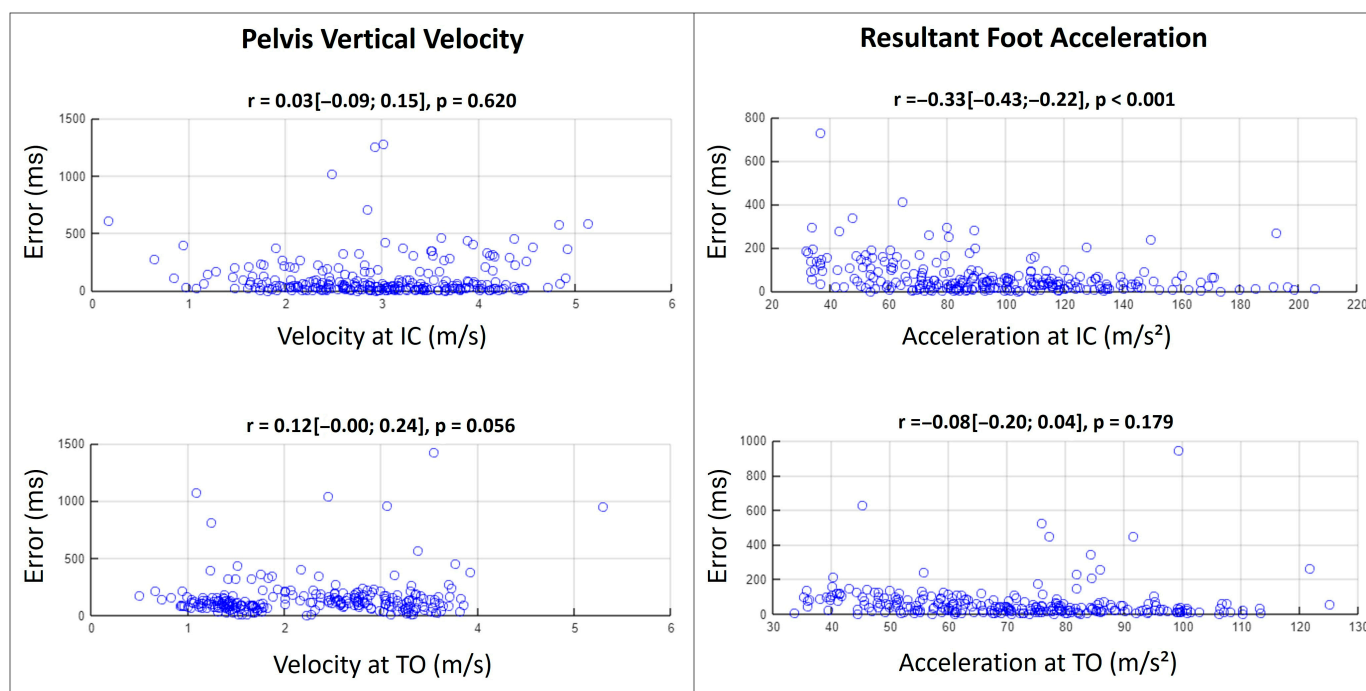 Pelvis Vertical Velocity
r = 0.03[−0.09; 0.15], p = 0.620
1500
1000
500
0
Error (ms)
0 1 2 3 4 5 6
Velocity at IC (m/s)
r = 0.12[−0.00; 0.24], p = 0.056
1500
1000
500
0
Error (ms)
0 1 2 3 4 5 6
Velocity at TO (m/s)
Resultant Foot Acceleration
r =−0.33[−0.43;−0.22], p < 0.001
800
600
400
200
0
Error (ms)
20 40 60 80 100 120 140 160 180 200 220
Acceleration at IC (m/s²)
r =−0.08[−0.20; 0.04], p = 0.179
1000
800
600
400
200
0
Error (ms)
30 40 50 60 70 80 90 100 110 120 130
Acceleration at TO (m/s²)